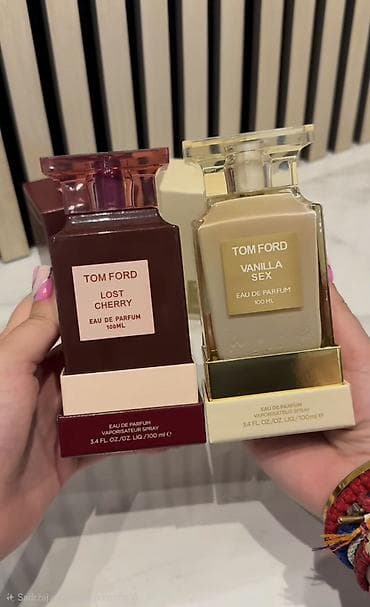 TOM FORD
LOST
CHERRY
EAU DE PARFUM
100ML
EAU DE PARFUM
VAPORISATEUR SPRAY
3.4 FL. OZ./OZ. LIQ./100 ml e
TOM FORD
VANILLA
SEX
EAU DE PARFUM
100 ML
EAU DE PARFUM
VAPORISATEUR SPRAY
3.4 FL. OZ./OZ. LIQ./100 ml e